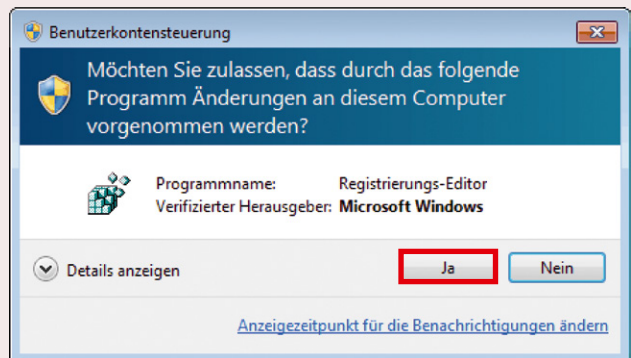 Benutzerkontensteuerung
Möchten Sie zulassen, dass durch das folgende
Programm Änderungen an diesem Computer
vorgenommen werden?
Programmname: Registrierungs-Editor
Verifizierter Herausgeber: Microsoft Windows
Details anzeigen Ja Nein
Anzeigezeitpunkt für die Benachrichtigungen ändern